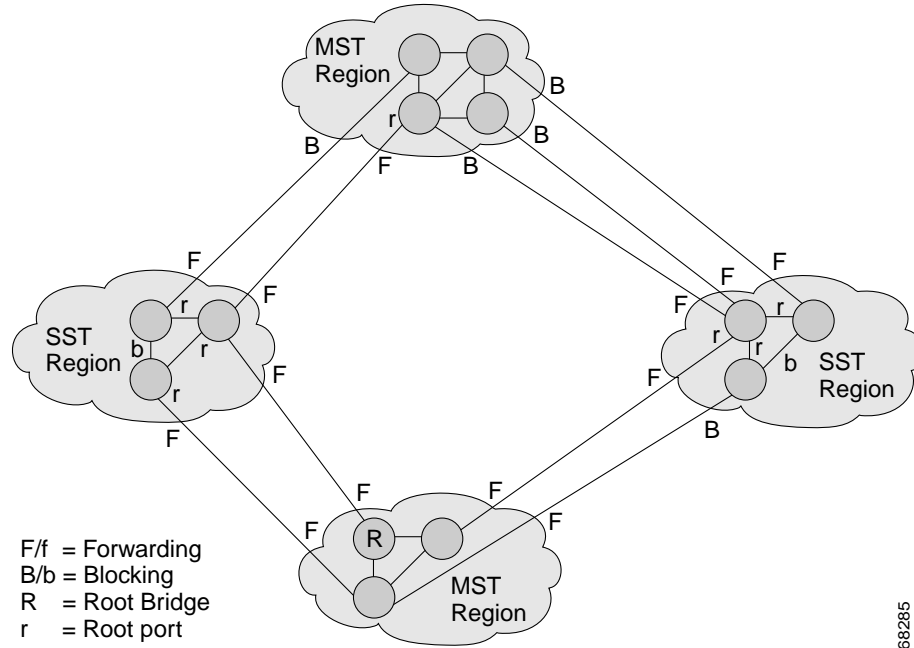 MST
Region
B
B
r
B
F
B
F
F
F
F
F
r
r
b
r
SST
Region
F
F
r
r
r
b
SST
Region
F
B
F
F
F
F
R
MST
Region
F/f = Forwarding
B/b = Blocking
R = Root Bridge
r = Root port
68285